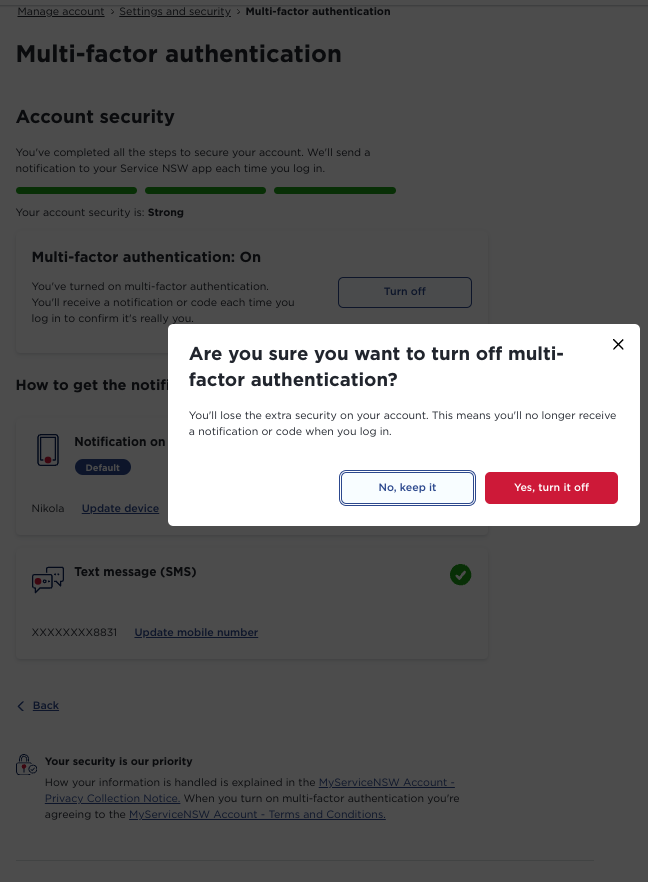 Manage account › Settings and security › Multi-factor authentication
Multi-factor authentication
Account security
You've completed all the steps to secure your account. We'll send a
notification to your Service NSW app each time you log in.
Your account security is: Strong
Multi-factor authentication: On
You've turned on multi-factor authentication.
You'll receive a notification or code each time you
log in to confirm it's really you.
Turn off
Are you sure you want to turn off multi-
factor authentication?
You'll lose the extra security on your account. This means you'll no longer receive
a notification or code when you log in.
No, keep it
Yes, turn it off
How to get the notifi
Notification on
Default
Nikola Update device
Text message (SMS)
XXXXXXXX8831 Update mobile number
Back
Your security is our priority
How your information is handled is explained in the MyServiceNSW Account -
Privacy Collection Notice. When you turn on multi-factor authentication you're
agreeing to the MyServiceNSW Account - Terms and Conditions.